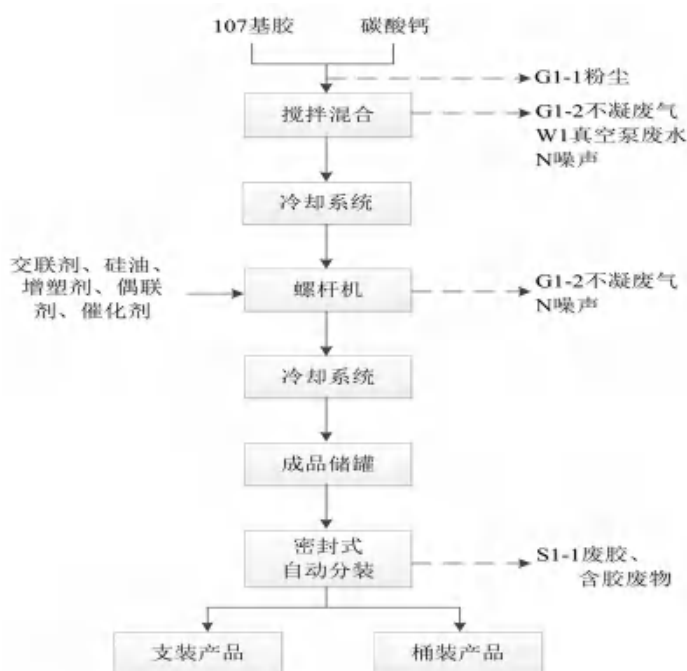 107基胶
碳酸钙
G1-1粉尘
搅拌混合
G1-2不凝废气
W1真空泵废水
N噪声
冷却系统
交联剂、硅油、
增塑剂、偶联
剂、催化剂
螺杆机
G1-2不凝废气
N噪声
冷却系统
成品储罐
密封式
自动分装
S1-1废胶、
含胶废物
支装产品
桶装产品